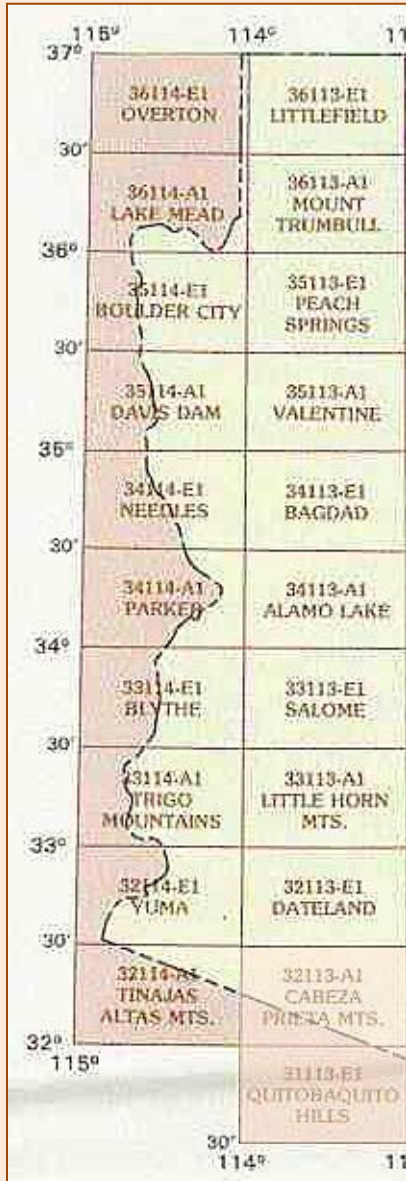 115° 114°
37°
36114-E1
OVERTON
36113-E1
LITTLEFIELD
30'
36114-A1
LAKE MEAD
36113-A1
MOUNT
TRUMBULL
36°
35114-E1
BOULDER CITY
35113-E1
PEACH
SPRINGS
30'
35114-A1
DAVIS DAM
35113-A1
VALENTINE
35°
34114-E1
NEEDLES
34113-E1
BAGDAD
30'
34114-A1
PARKER
34113-A1
ALAMO LAKE
34°
33114-E1
BLYTHE
33113-E1
SALOME
30'
33114-A1
TRIGO
MOUNTAINS
33113-A1
LITTLE HORN
MTS.
33°
32114-E1
YUMA
32113-E1
DATELAND
30'
32114-A1
TINAJAS
ALTAS MTS.
32113-A1
CABEZA
PRIETA MTS.
32°
115°
31113-E1
QUITOBAQUITO
HILLS
30'
114°